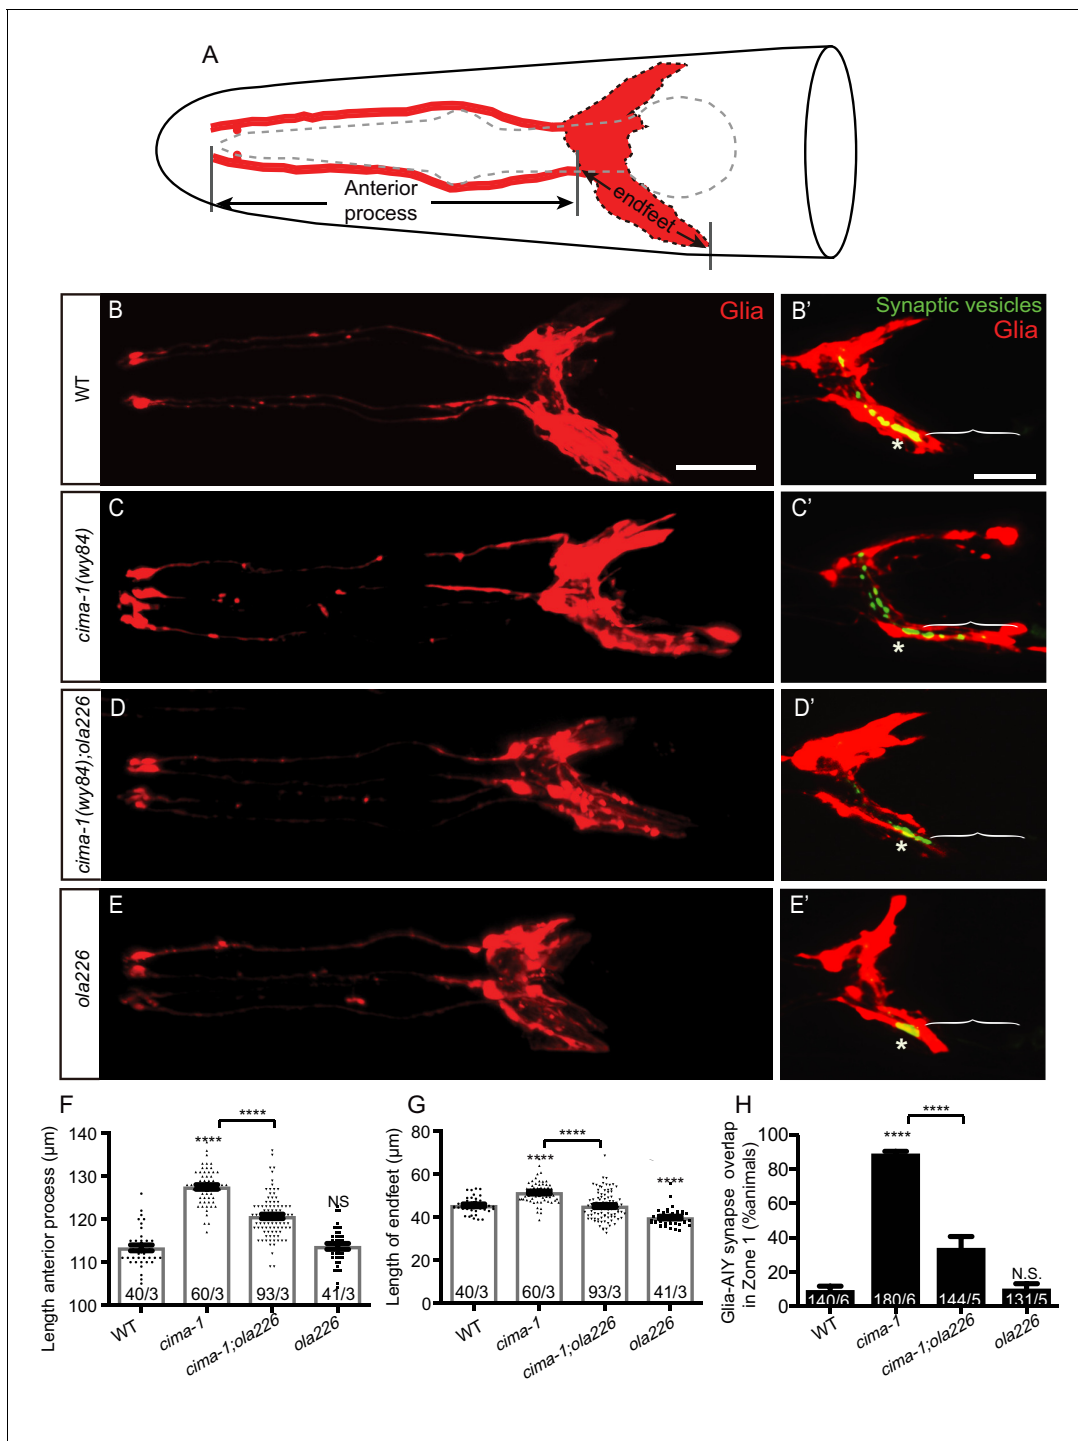 A
Anterior
process
endfeet
WT
B
Glia
B'
Synaptic vesicles
Glia
*
cima-1(wy84)
C
C'
*
cima-1(wy84);ola226
D
D'
*
ola226
E
E'
*
F
Length anterior process (µm)
140
130
120
110
100
****
****
NS
40/3
60/3
93/3
41/3
WT
cima-1
cima-1;ola226
ola226
G
Length of endfeet (µm)
80
60
40
20
0
****
****
****
40/3
60/3
93/3
41/3
WT
cima-1
cima-1;ola226
ola226
H
Glia-AIY synapse overlap
in Zone 1 (%animals)
100
80
60
40
20
0
****
****
N.S.
140/6
180/6
144/5
131/5
WT
cima-1
cima-1;ola226
ola226